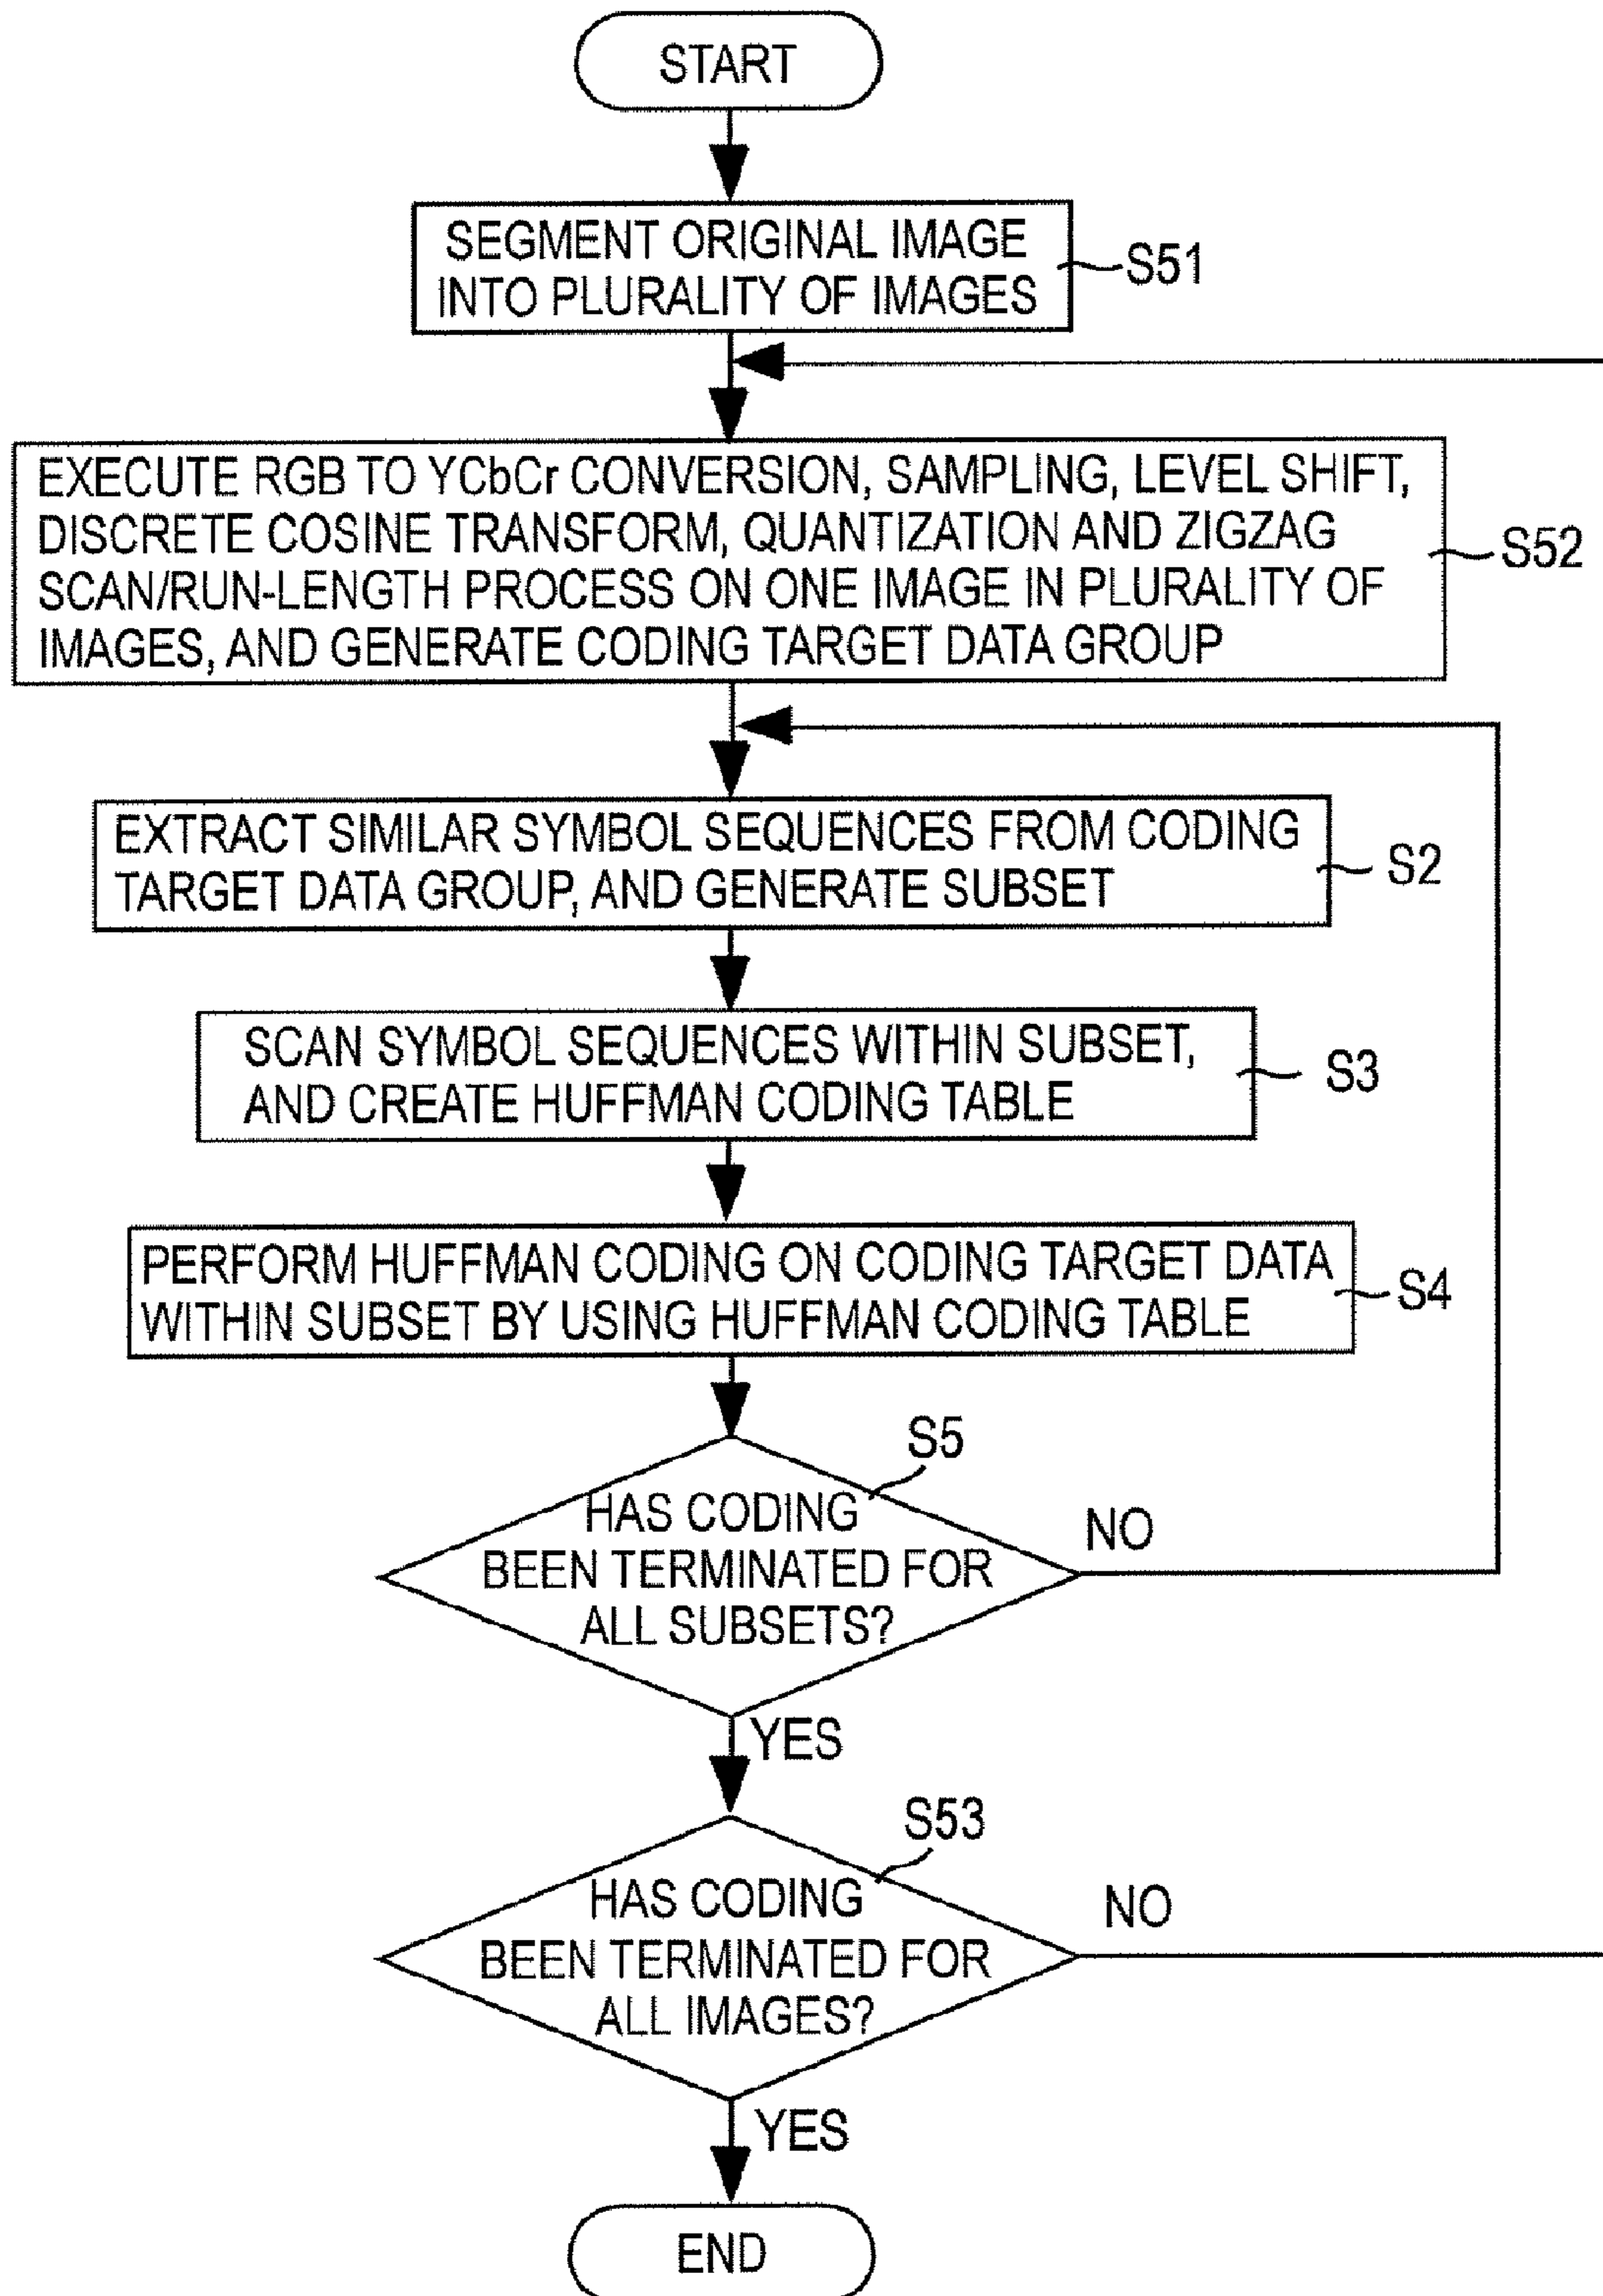 START
SEGMENT ORIGINAL IMAGE
INTO PLURALITY OF IMAGES
S51
EXECUTE RGB TO YCbCr CONVERSION, SAMPLING, LEVEL SHIFT,
DISCRETE COSINE TRANSFORM, QUANTIZATION AND ZIGZAG
SCAN/RUN-LENGTH PROCESS ON ONE IMAGE IN PLURALITY OF
IMAGES, AND GENERATE CODING TARGET DATA GROUP
S52
EXTRACT SIMILAR SYMBOL SEQUENCES FROM CODING
TARGET DATA GROUP, AND GENERATE SUBSET
S2
SCAN SYMBOL SEQUENCES WITHIN SUBSET,
AND CREATE HUFFMAN CODING TABLE
S3
PERFORM HUFFMAN CODING ON CODING TARGET DATA
WITHIN SUBSET BY USING HUFFMAN CODING TABLE
S4
S5
HAS CODING
BEEN TERMINATED FOR
ALL SUBSETS?
NO
YES
S53
HAS CODING
BEEN TERMINATED FOR
ALL IMAGES?
NO
YES
END